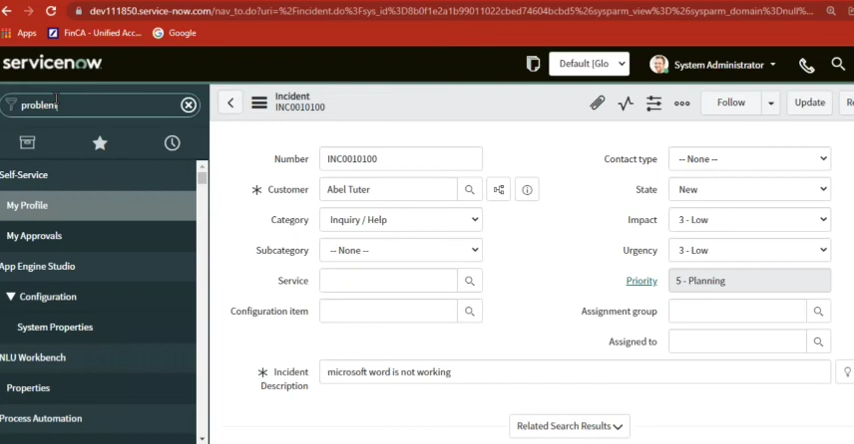 dev111850.service-now.com/nav_to.do?uri=%2Fincident.do%3Fsys_id%3D8b0f1e2a1b99011022cbed74604bcbd5%26sysparm_view%3D%26sysparm_domain%3Dnull%...
Apps FinCA - Unified Acc... Google
servicenow Default |Glo System Administrator
problem
Incident
INC0010100
Follow Update Re
Number INC0010100 Contact type -- None --
Self-Service
Customer Abel Tuter State New
My Profile
Category Inquiry / Help Impact 3 - Low
My Approvals
Subcategory -- None -- Urgency 3 - Low
App Engine Studio
Service Priority 5 - Planning
Configuration
Configuration item Assignment group
System Properties
Assigned to
NLU Workbench
Incident Description microsoft word is not working
Properties
Process Automation
Related Search Results